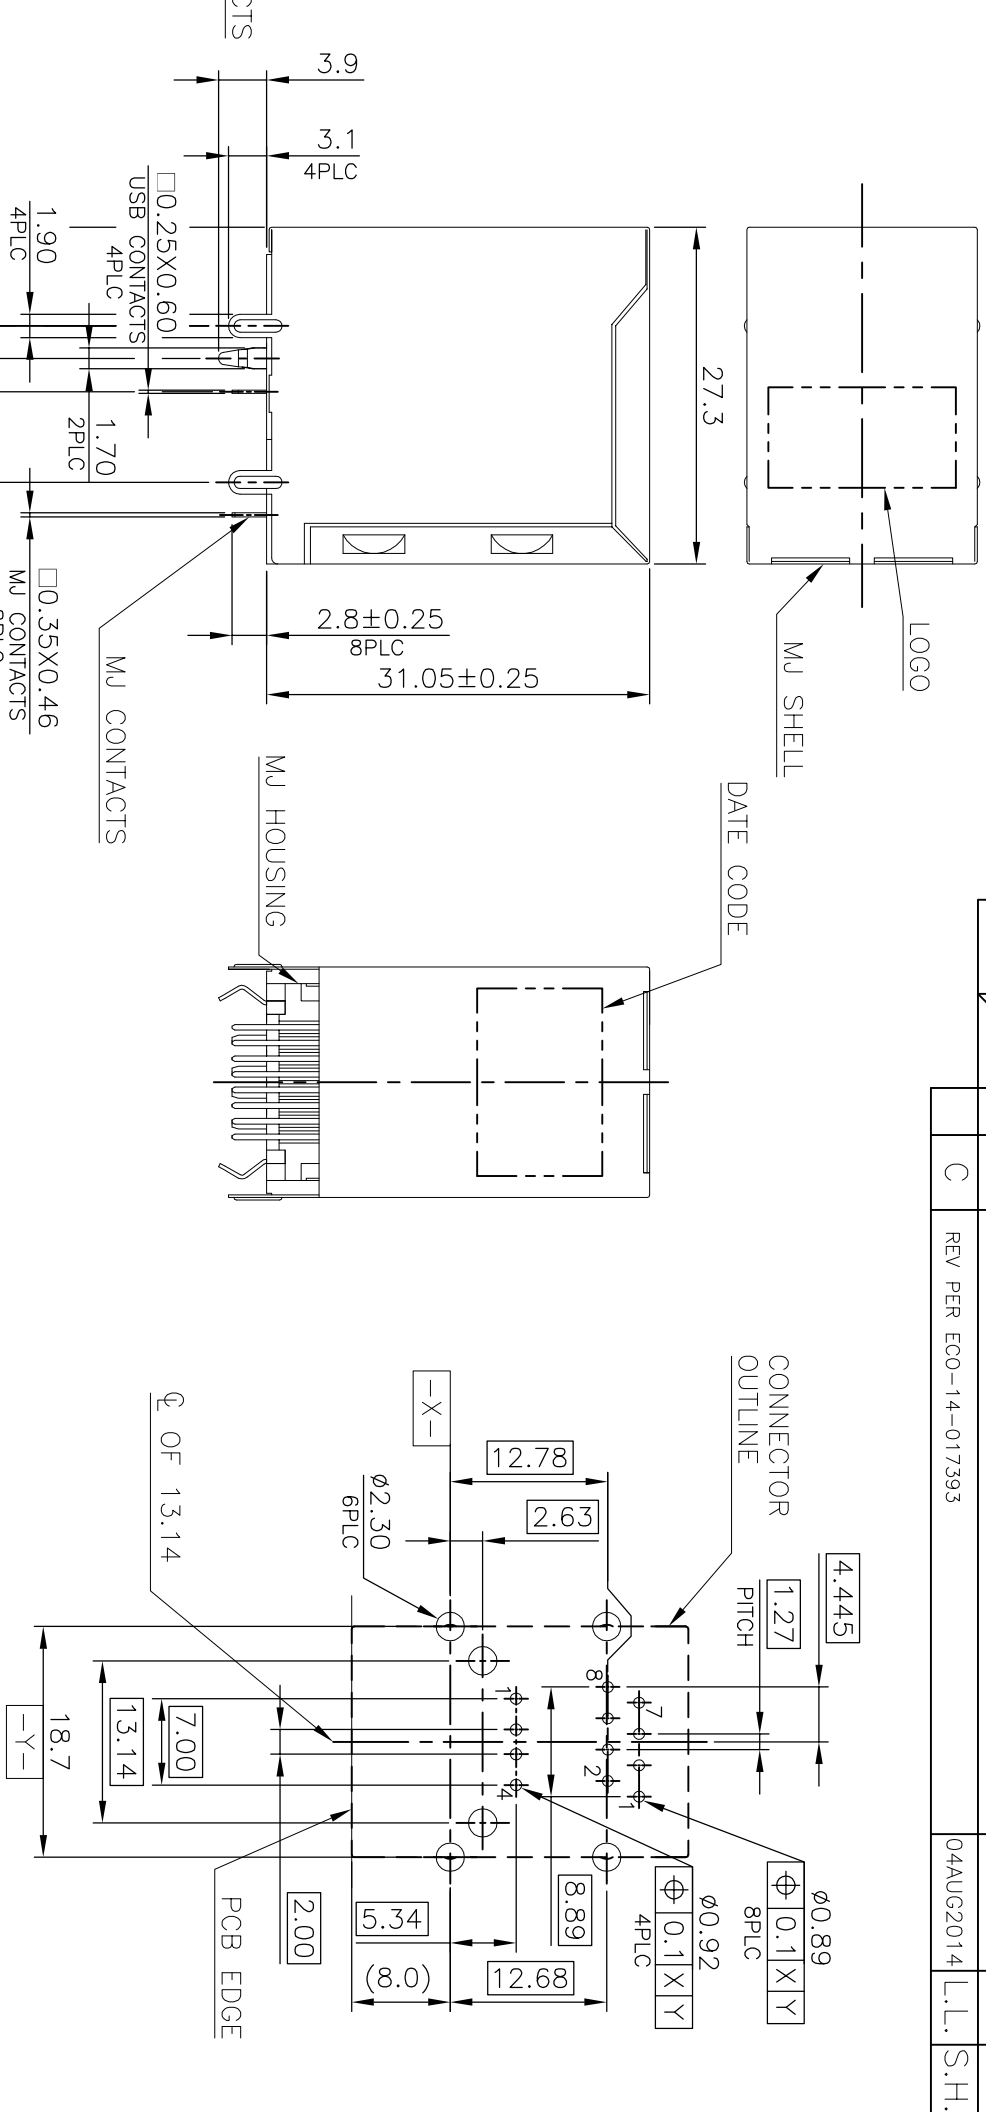 CTS
3.9
3.1
4PLC
□0.25X0.60
USB CONTACTS
4PLC
1.90
4PLC
1.70
2PLC
27.3
LOGO
MJ SHELL
2.8±0.25
8PLC
31.05±0.25
□0.35X0.46
MJ CONTACTS
MJ CONTACTS
MJ HOUSING
DATE CODE
C
REV PER ECO-14-017393
04AUG2014
L.L.
S.H.
CONNECTOR
OUTLINE
-X-
12.78
2.63
Ø2.30
6PLC
℄ OF 13.14
4.445
1.27
PITCH
8
7
2
1
1
4
18.7
-Y-
13.14
7.00
2.00
5.34
(8.0)
12.68
8.89
Ø0.89
⌖ 0.1 X Y
8PLC
Ø0.92
⌖ 0.1 X Y
4PLC
PCB EDGE